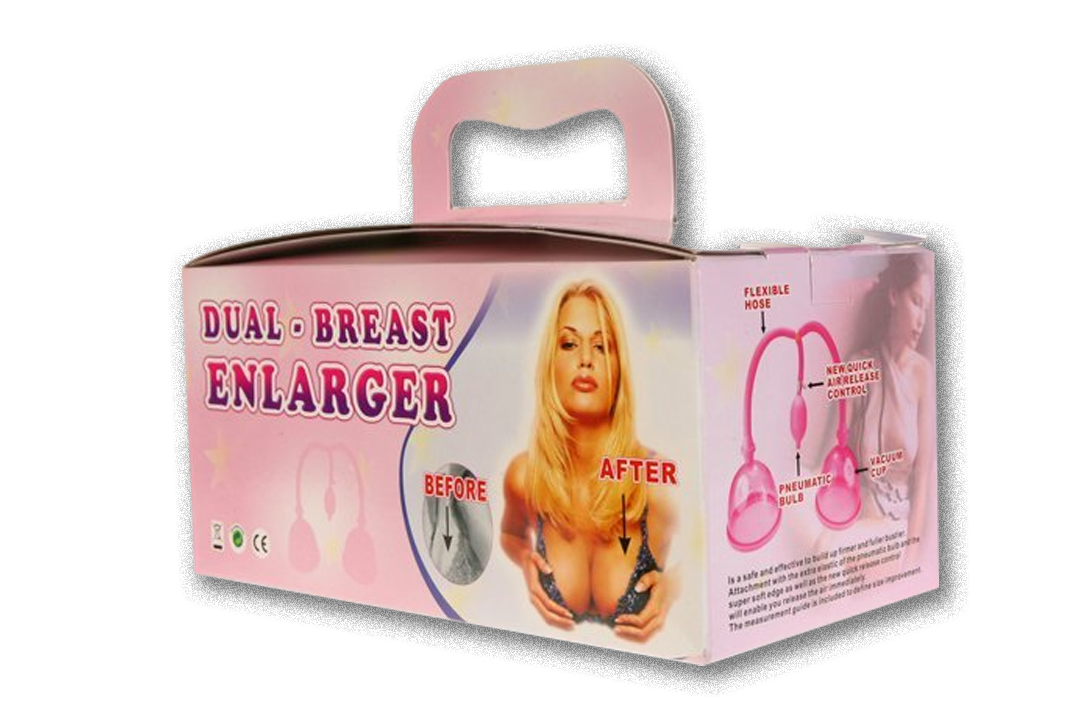 DUAL - BREAST
ENLARGER
BEFORE
AFTER
CE
FLEXIBLE
HOSE
NEW QUICK
AIR RELEASE
CONTROL
VACUUM
CUP
PNEUMATIC
BULB
Is a safe and effective to build up firmer and fuller bustlier.
Attachment with the extra elastic of the pneumatic bulb and the
super soft edge as well as the new quick release control
will enable you release the air immediately.
The measurement guide is included to define size improvement.